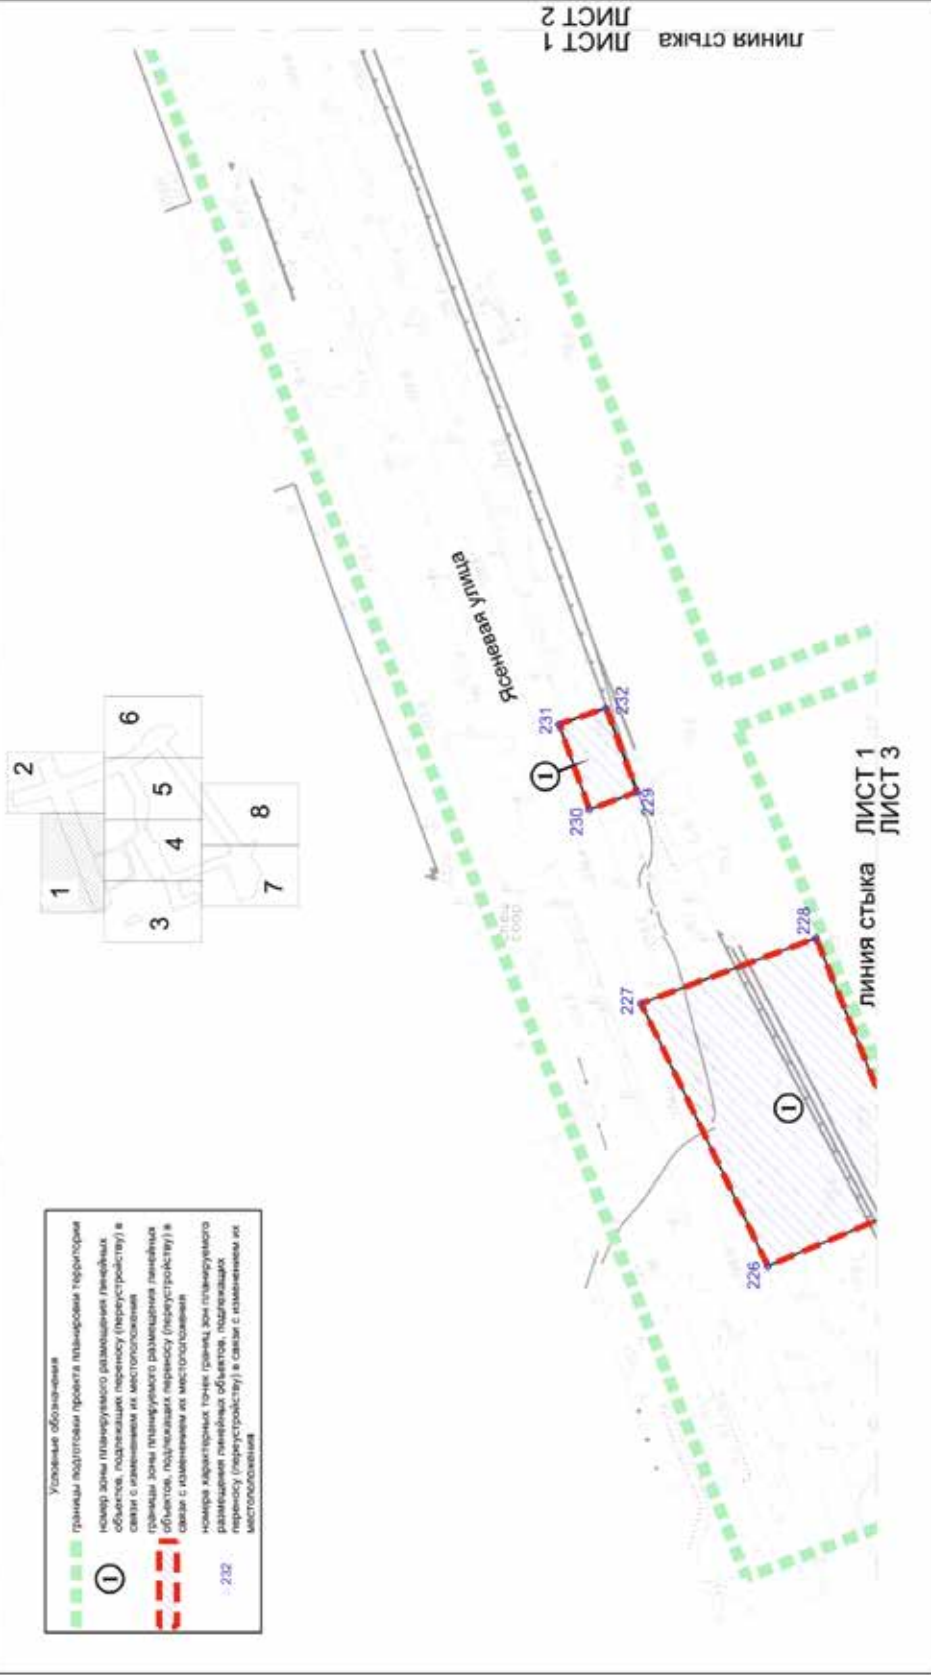 Условные обозначения
границы подготовки проекта планировки территории
1
номер зоны планируемого размещения линейных
объектов, подлежащих переносу (переустройству) в
связи с изменением их местоположения
границы зоны планируемого размещения линейных
объектов, подлежащих переносу (переустройству) в
связи с изменением их местоположения
232
номера характерных точек границ зон планируемого
размещения линейных объектов, подлежащих
переносу (переустройству) в связи с изменением их
местоположения
1
2
3
4
5
6
7
8
линия стыка ЛИСТ 1
ЛИСТ 2
Ясеневая улица
231
232
230
229
1
227
228
226
1
линия стыка ЛИСТ 1
ЛИСТ 3